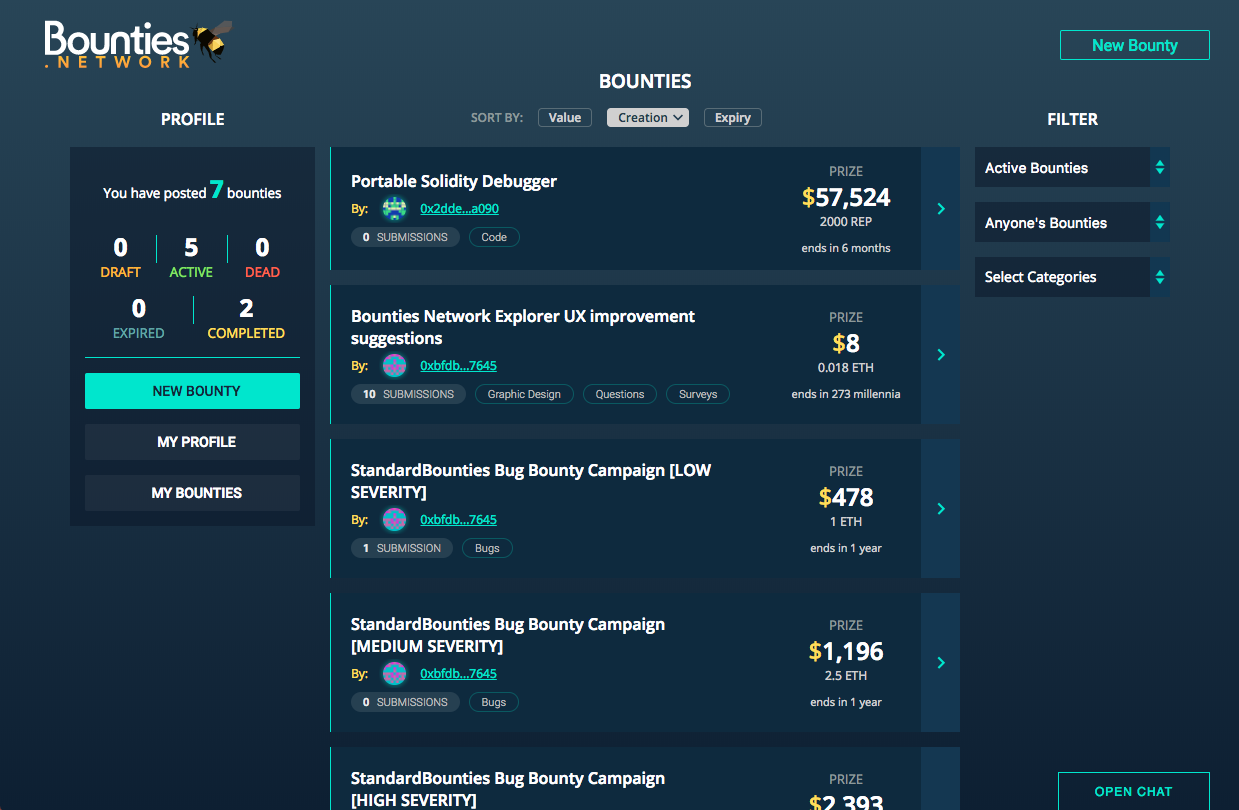 Bounties
.NETWORK
New Bounty
BOUNTIES
PROFILE
SORT BY: Value Creation Expiry
FILTER
You have posted 7 bounties
0 5 0
DRAFT ACTIVE DEAD
0 2
EXPIRED COMPLETED
NEW BOUNTY
MY PROFILE
MY BOUNTIES
Portable Solidity Debugger
By: 0x2dde...a090
0 SUBMISSIONS Code
PRIZE
$57,524
2000 REP
ends in 6 months
Bounties Network Explorer UX improvement
suggestions
By: 0xbfdb...7645
10 SUBMISSIONS Graphic Design Questions Surveys
PRIZE
$8
0.018 ETH
ends in 273 millennia
StandardBounties Bug Bounty Campaign [LOW
SEVERITY]
By: 0xbfdb...7645
1 SUBMISSION Bugs
PRIZE
$478
1 ETH
ends in 1 year
StandardBounties Bug Bounty Campaign
[MEDIUM SEVERITY]
By: 0xbfdb...7645
0 SUBMISSIONS Bugs
PRIZE
$1,196
2.5 ETH
ends in 1 year
StandardBounties Bug Bounty Campaign
[HIGH SEVERITY]
PRIZE
$2,393
Active Bounties
Anyone's Bounties
Select Categories
OPEN CHAT